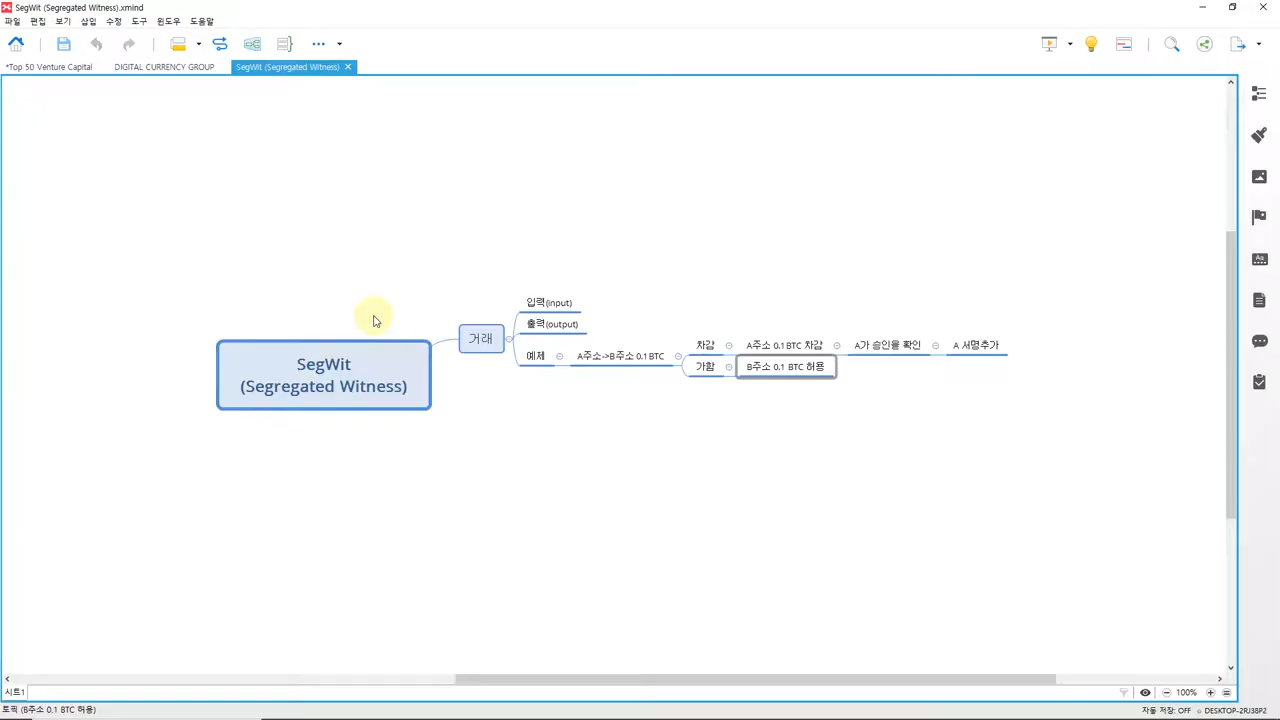 SegWit (Segregated Witness).xmind
파일 편집 보기 삽입 수정 도구 윈도우 도움말
*Top 50 Venture Capital DIGITAL CURRENCY GROUP SegWit (Segregated Witness)
입력(input)
출력(output)
거래
예제 A주소->B주소 0.1 BTC
차감 A주소 0.1 BTC 차감 A가 승인을 확인 A 서명추가
가함 B주소 0.1 BTC 허용
SegWit
(Segregated Witness)
시트1
100%
토픽 (B주소 0.1 BTC 허용)
자동 저장: OFF DESKTOP-2RJ38P2